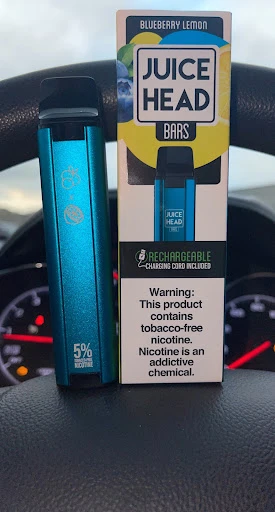 BLUEBERRY LEMON
JUICE
HEAD
BARS
JUICE
HEAD
RECHARGEABLE
CHARGING CORD INCLUDED
Warning:
This product
contains
tobacco-free
nicotine.
Nicotine is an
addictive
chemical.
5%
NICOTINE